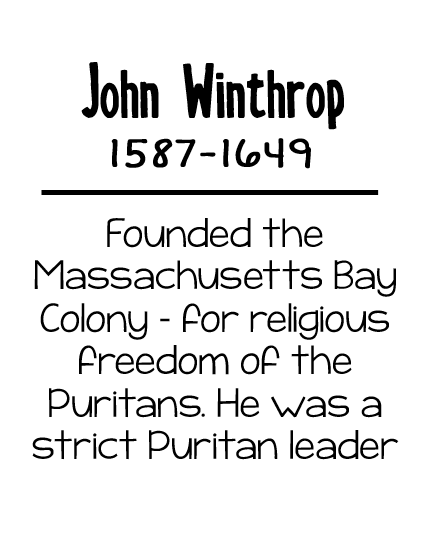 John Winthrop
1587-1649
Founded the
Massachusetts Bay
Colony - for religious
freedom of the
Puritans. He was a
strict Puritan leader